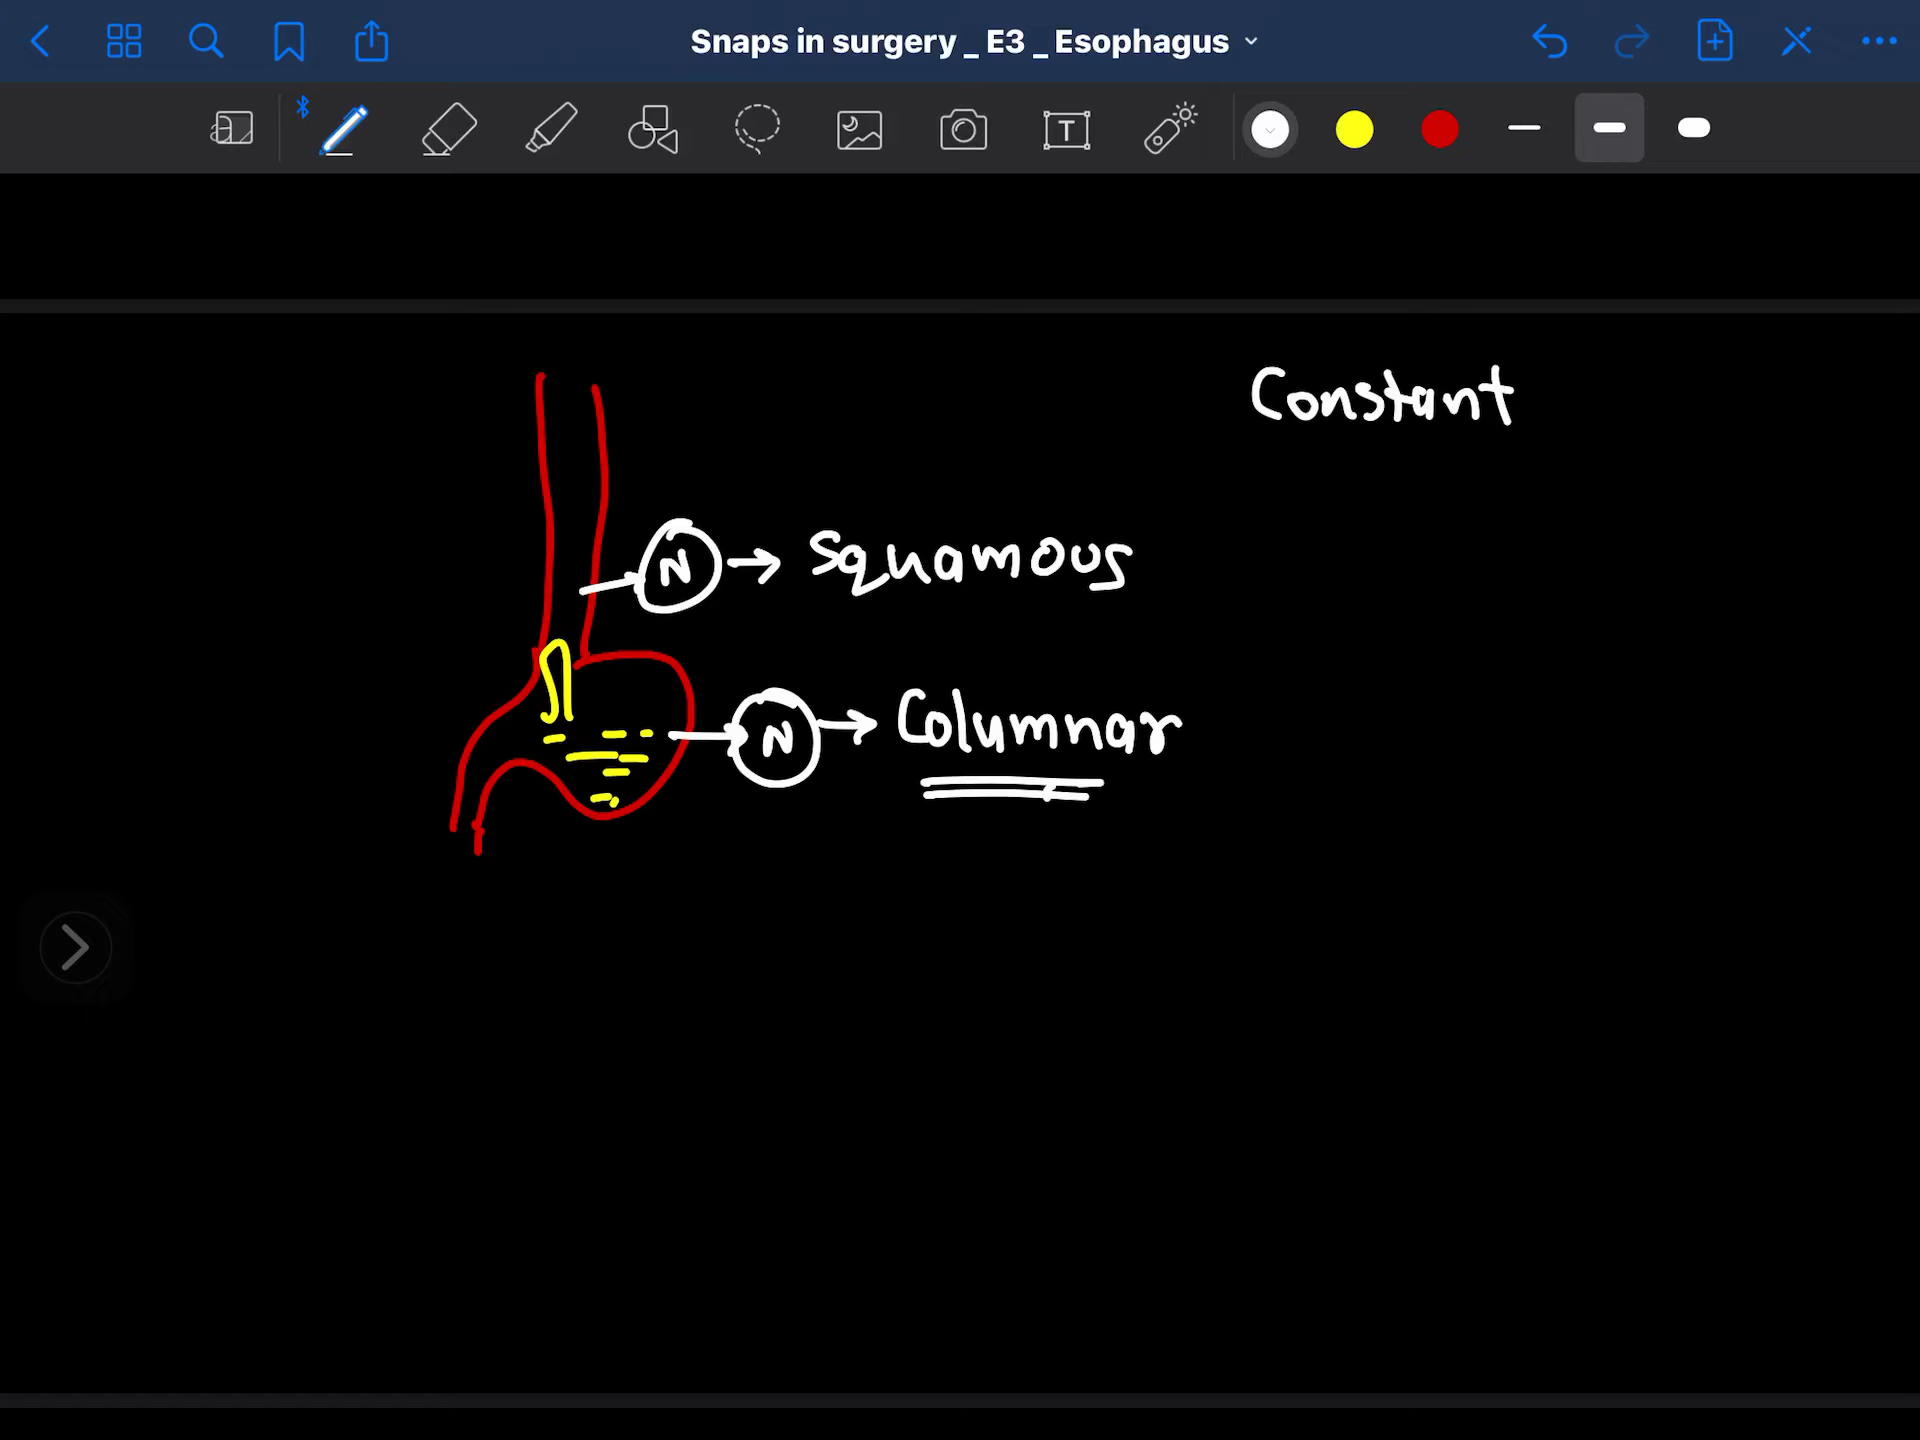 Snaps in surgery _ E3 _ Esophagus
Constant
N → Squamous
N → Columnar